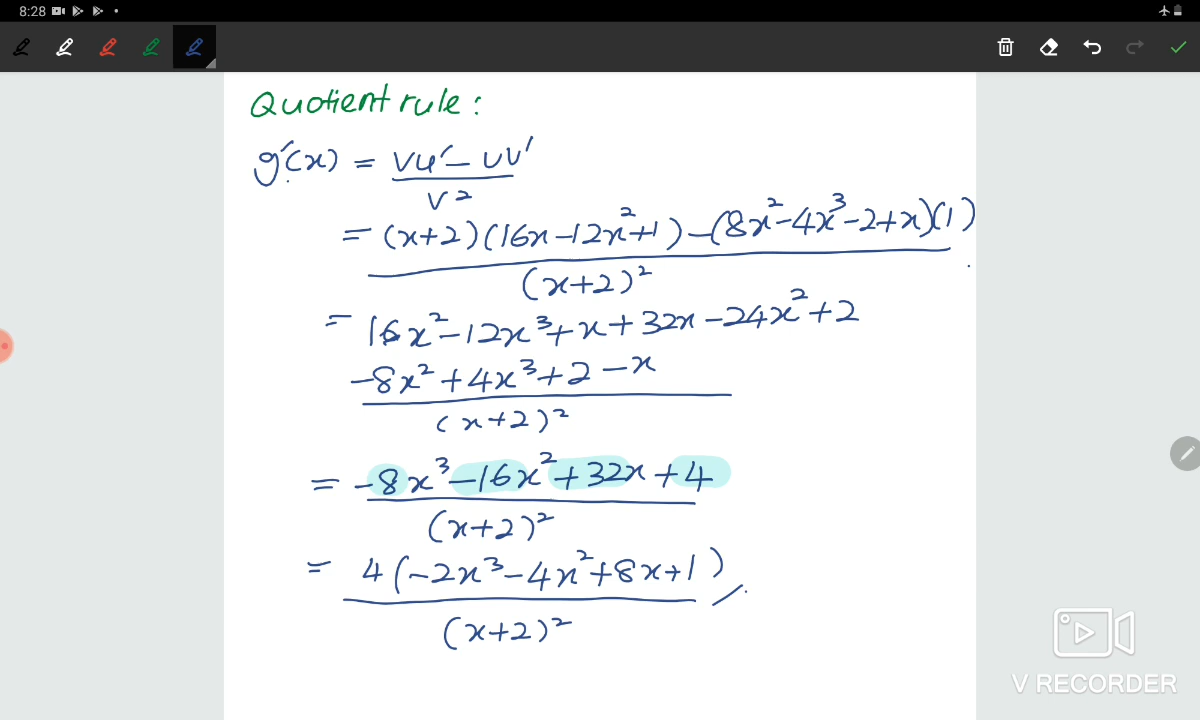 8:28
Quotient rule:
g'(x) = vu' - uv'
v²
= (x+2)(16x-12x²+1)-(8x²-4x³-2+x)(1)
(x+2)²
= 16x²-12x³+x+32x-24x²+2
-8x²+4x³+2-x
(x+2)²
= -8x³-16x²+32x+4
(x+2)²
= 4(-2x³-4x²+8x+1)
(x+2)²
V RECORDER